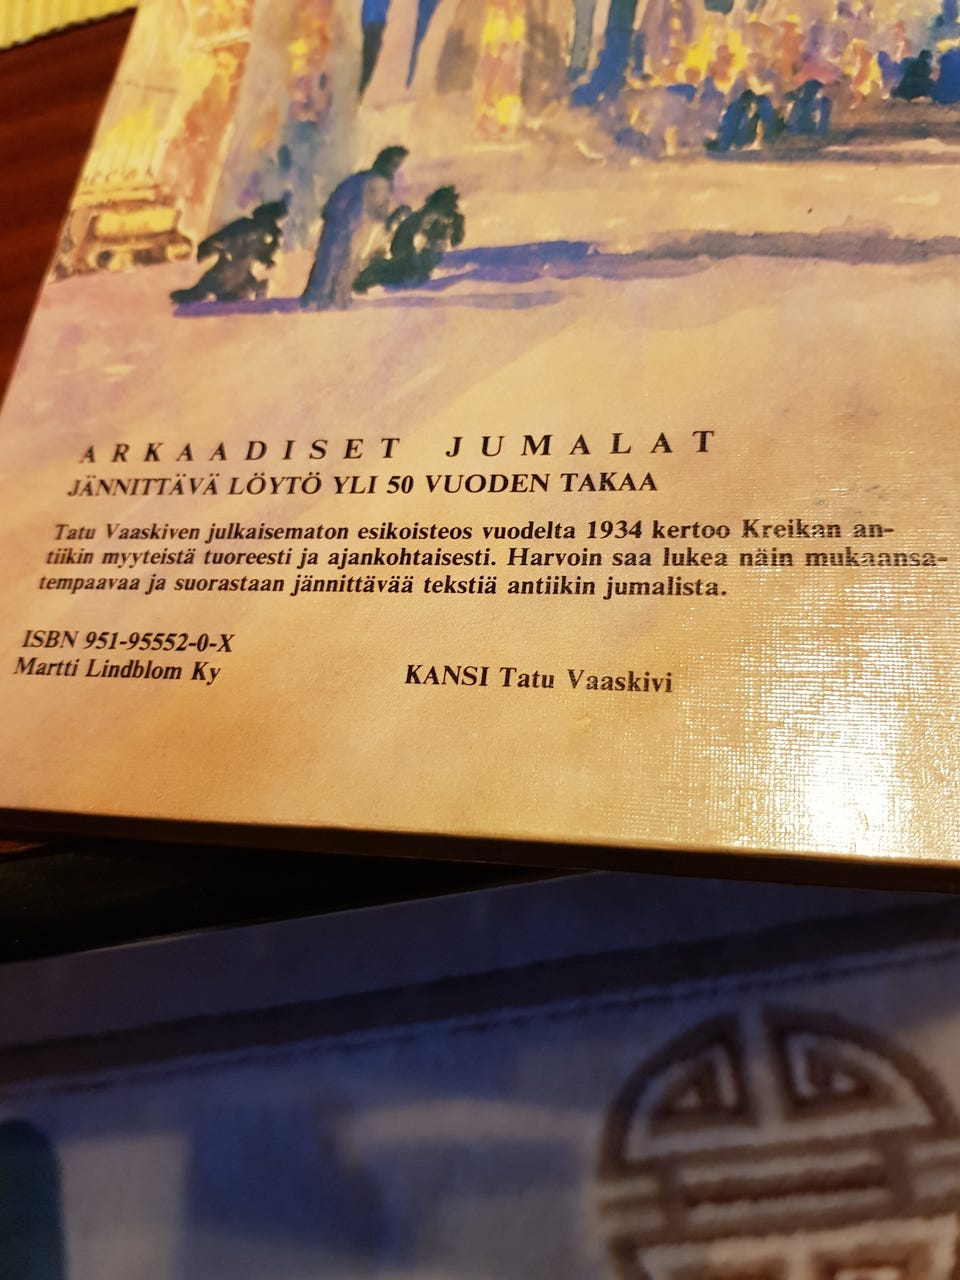 ARKAADISET JUMALAT
JÄNNITTÄVÄ LÖYTÖ YLI 50 VUODEN TAKAA
Tatu Vaaskiven julkaisematon esikoisteos vuodelta 1934 kertoo Kreikan an-
tiikin myyteistä tuoreesti ja ajankohtaisesti. Harvoin saa lukea näin mukaansa-
tempaavaa ja suorastaan jännittävää tekstiä antiikin jumalista.
ISBN 951-95552-0-X
Martti Lindblom Ky
KANSI Tatu Vaaskivi